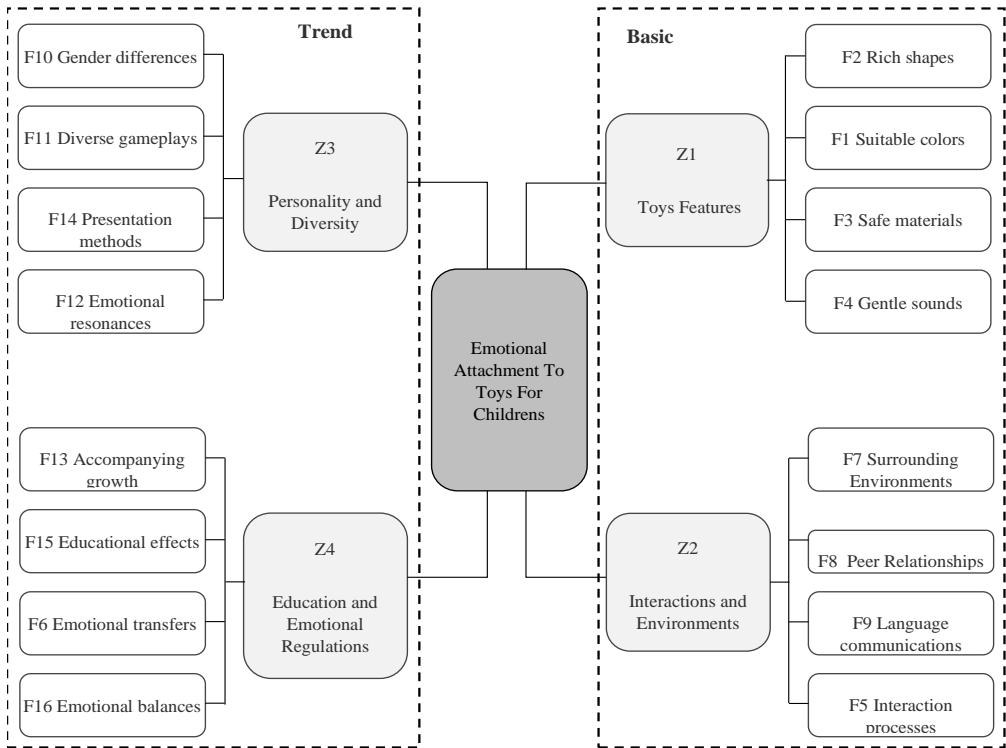 Trend
F10 Gender differences
F11 Diverse gameplays
F14 Presentation
methods
F12 Emotional
resonances
Z3
Personality and
Diversity
F13 Accompanying
growth
F15 Educational effects
F6 Emotional transfers
F16 Emotional balances
Z4
Education and
Emotional
Regulations
Emotional
Attachment To
Toys For
Childrens
Basic
Z1
Toys Features
F2 Rich shapes
F1 Suitable colors
F3 Safe materials
F4 Gentle sounds
Z2
Interactions and
Environments
F7 Surrounding
Environments
F8 Peer Relationships
F9 Language
communications
F5 Interaction
processes